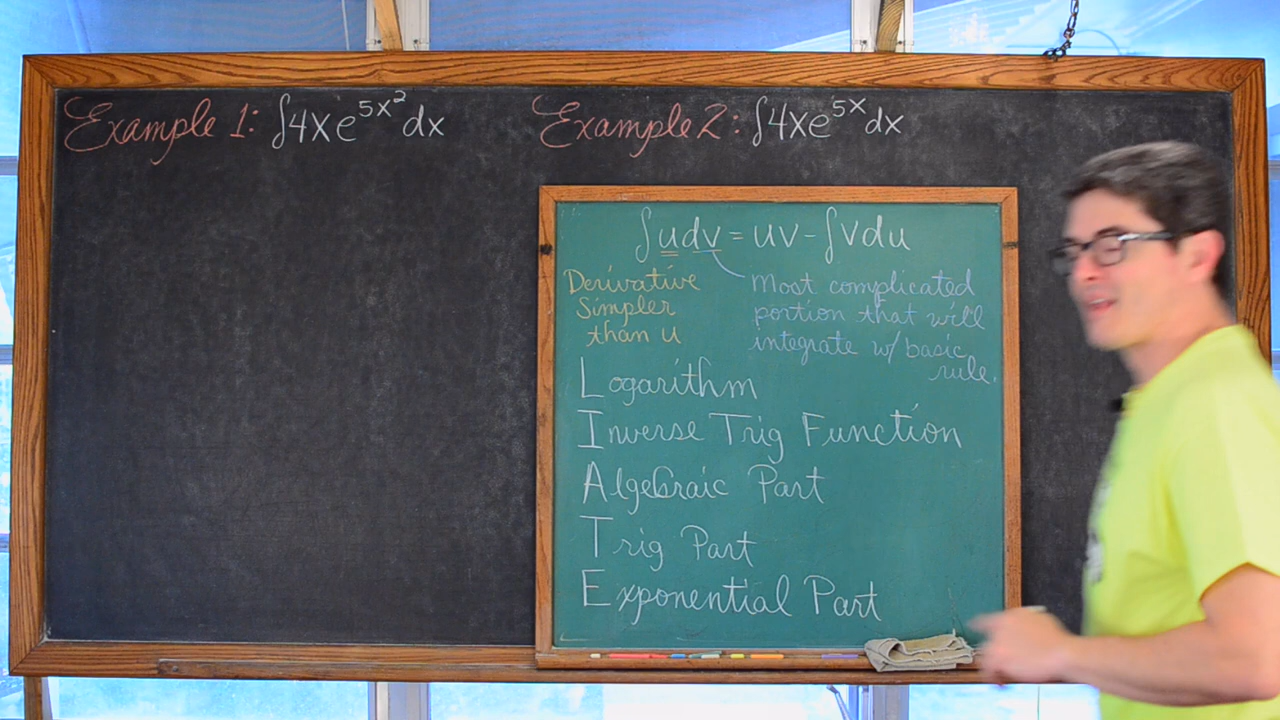 Example 1: ∫4xe^{5x^2}dx
Example 2: ∫4xe^{5x}dx
∫udv = uv - ∫vdu
Derivative
Simpler
than u
Most complicated
portion that will
integrate w/ basic
rule.
Logarithm
Inverse Trig Function
Algebraic Part
Trig Part
Exponential Part